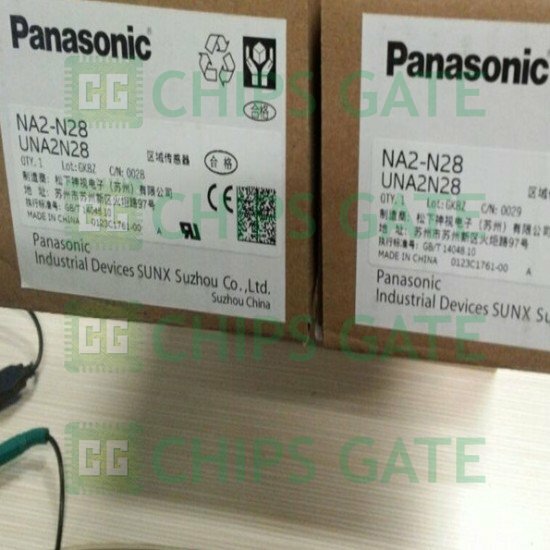 Panasonic
合格
NA2-N28
UNA2N28
区域传感器
合格
QTY.1 Lot:GK8Z C/N: 0028
制造商: 松下神视电子 (苏州) 有限公司
地 址: 苏州市苏州新区火炬路97号
执行标准号: GB/T 14048.10
MADE IN CHINA 0123C1761-00 A
CE
Panasonic
Industrial Devices SUNX Suzhou Co.,Ltd.
Suzhou China
Panasonic
NA2-N28
UNA2N28
QTY.1 Lot:GK8Z C/N: 0029
制造商: 松下神视电子 (苏州) 有限公司
地 址: 苏州市苏州新区火炬路97号
执行标准号: GB/T 14048.10
MADE IN CHINA 0123C1761-00 A
Panasonic
Industrial Devices SUNX Su
CHIPS GATE
CHIPS GATE
CHIPS GATE